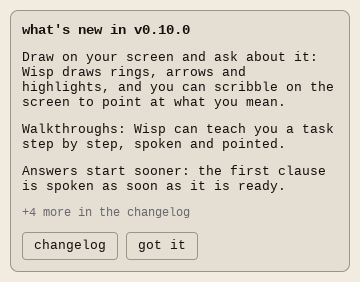 what's new in v0.10.0
Draw on your screen and ask about it:
Wisp draws rings, arrows and
highlights, and you can scribble on the
screen to point at what you mean.
Walkthroughs: Wisp can teach you a task
step by step, spoken and pointed.
Answers start sooner: the first clause
is spoken as soon as it is ready.
+4 more in the changelog
changelog
got it